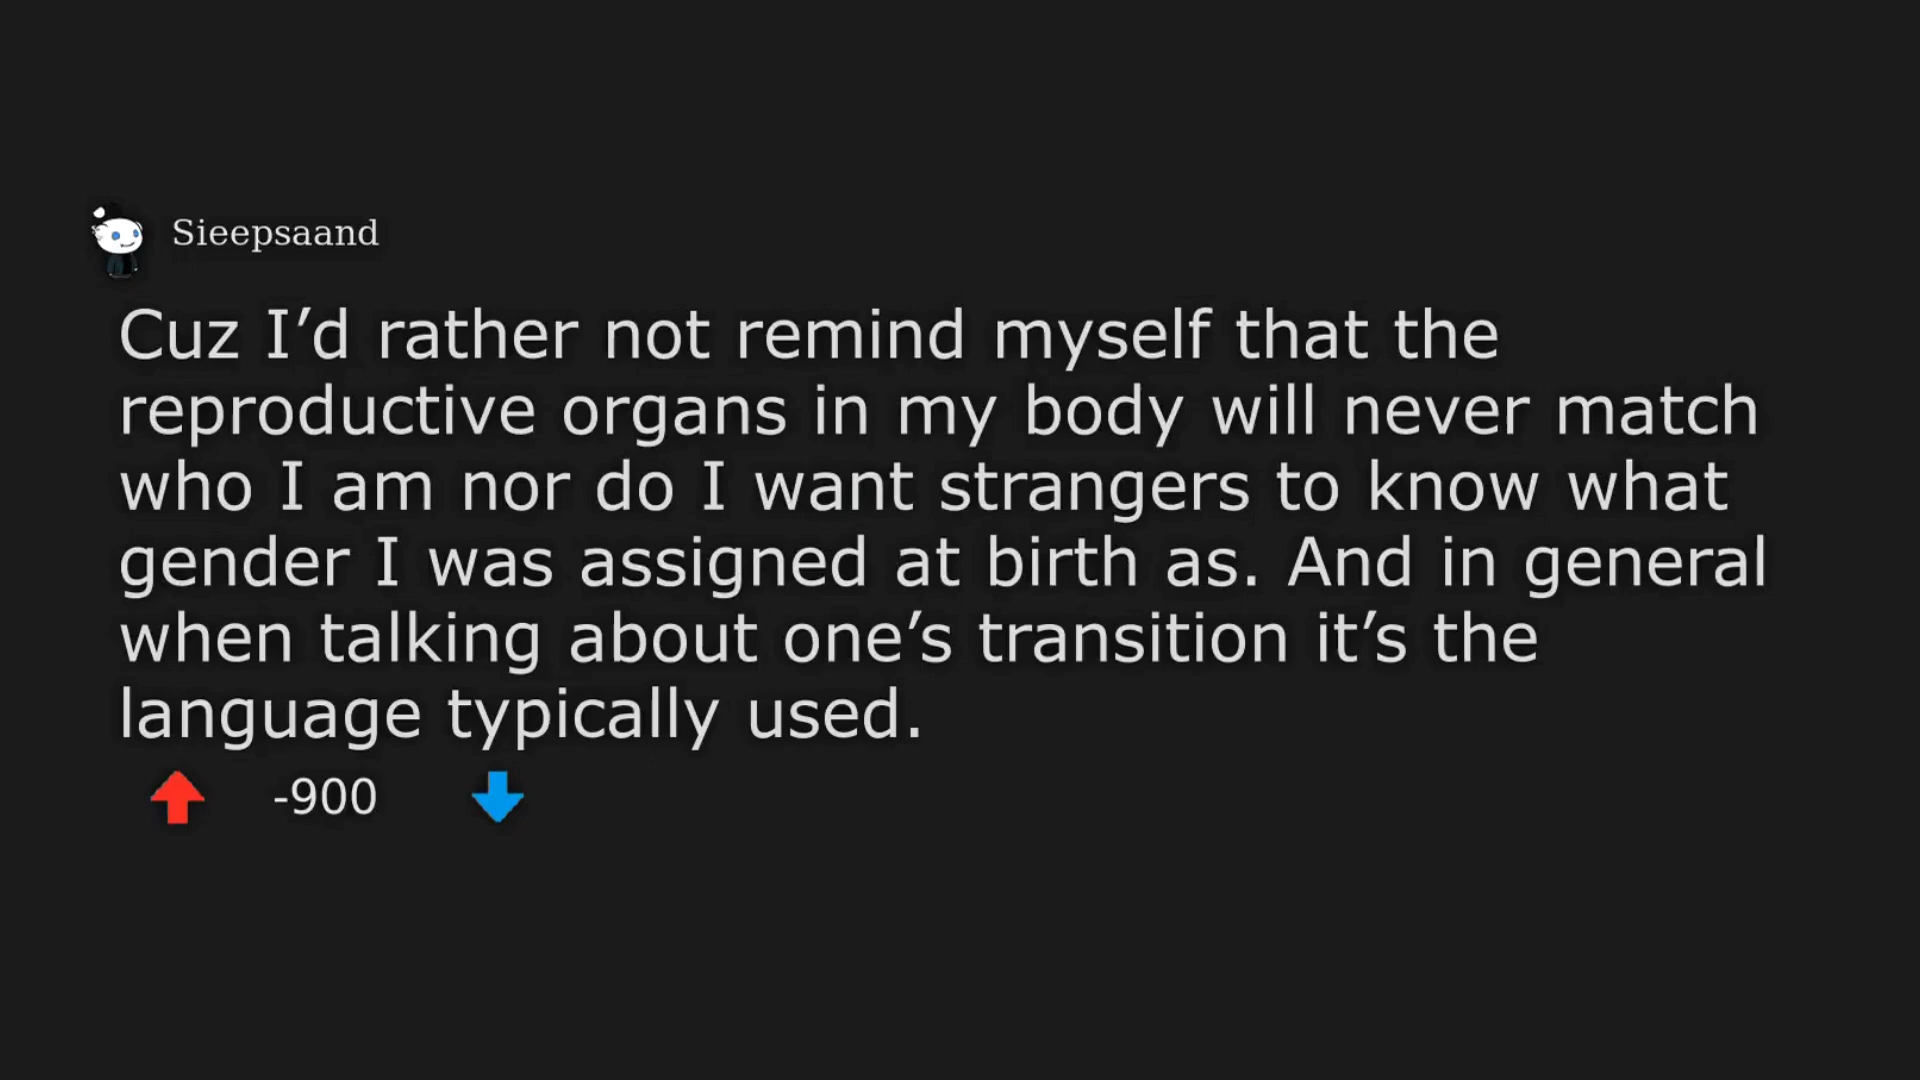 Sieepsaand
Cuz I’d rather not remind myself that the
reproductive organs in my body will never match
who I am nor do I want strangers to know what
gender I was assigned at birth as. And in general
when talking about one’s transition it’s the
language typically used.
-900